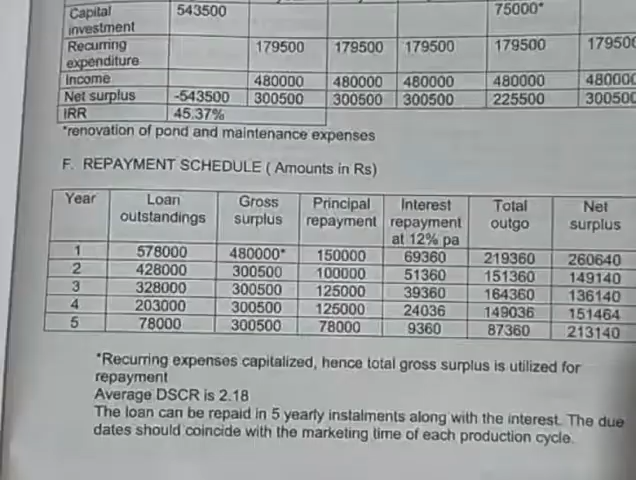 Capital investment 543500 75000*
Recurring expenditure 179500 179500 179500 179500
Income 480000 480000 480000 480000
Net surplus -543500 300500 300500 300500 225500
IRR 45.37%
*renovation of pond and maintenance expenses
F. REPAYMENT SCHEDULE ( Amounts in Rs)
Year Loan outstandings Gross surplus Principal repayment Interest repayment at 12% pa Total outgo Net surplus
1 578000 480000* 150000 69360 219360 260640
2 428000 300500 100000 51360 151360 149140
3 328000 300500 125000 39360 164360 136140
4 203000 300500 125000 24036 149036 151464
5 78000 300500 78000 9360 87360 213140
*Recurring expenses capitalized, hence total gross surplus is utilized for
repayment
Average DSCR is 2.18
The loan can be repaid in 5 yearly instalments along with the interest. The due
dates should coincide with the marketing time of each production cycle.